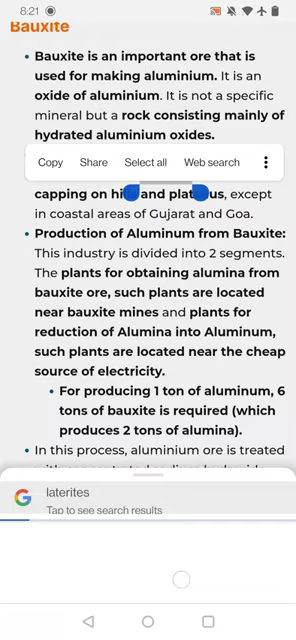 8:21
Bauxite
• Bauxite is an important ore that is
used for making aluminium. It is an
oxide of aluminium. It is not a specific
mineral but a rock consisting mainly of
hydrated aluminium oxides.
Copy Share Select all Web search
capping on hills and plateaus, except
in coastal areas of Gujarat and Goa.
• Production of Aluminum from Bauxite:
This industry is divided into 2 segments.
The plants for obtaining alumina from
bauxite ore, such plants are located
near bauxite mines and plants for
reduction of Alumina into Aluminum,
such plants are located near the cheap
source of electricity.
• For producing 1 ton of aluminum, 6
tons of bauxite is required (which
produces 2 tons of alumina).
• In this process, aluminium ore is treated
laterites
Tap to see search results